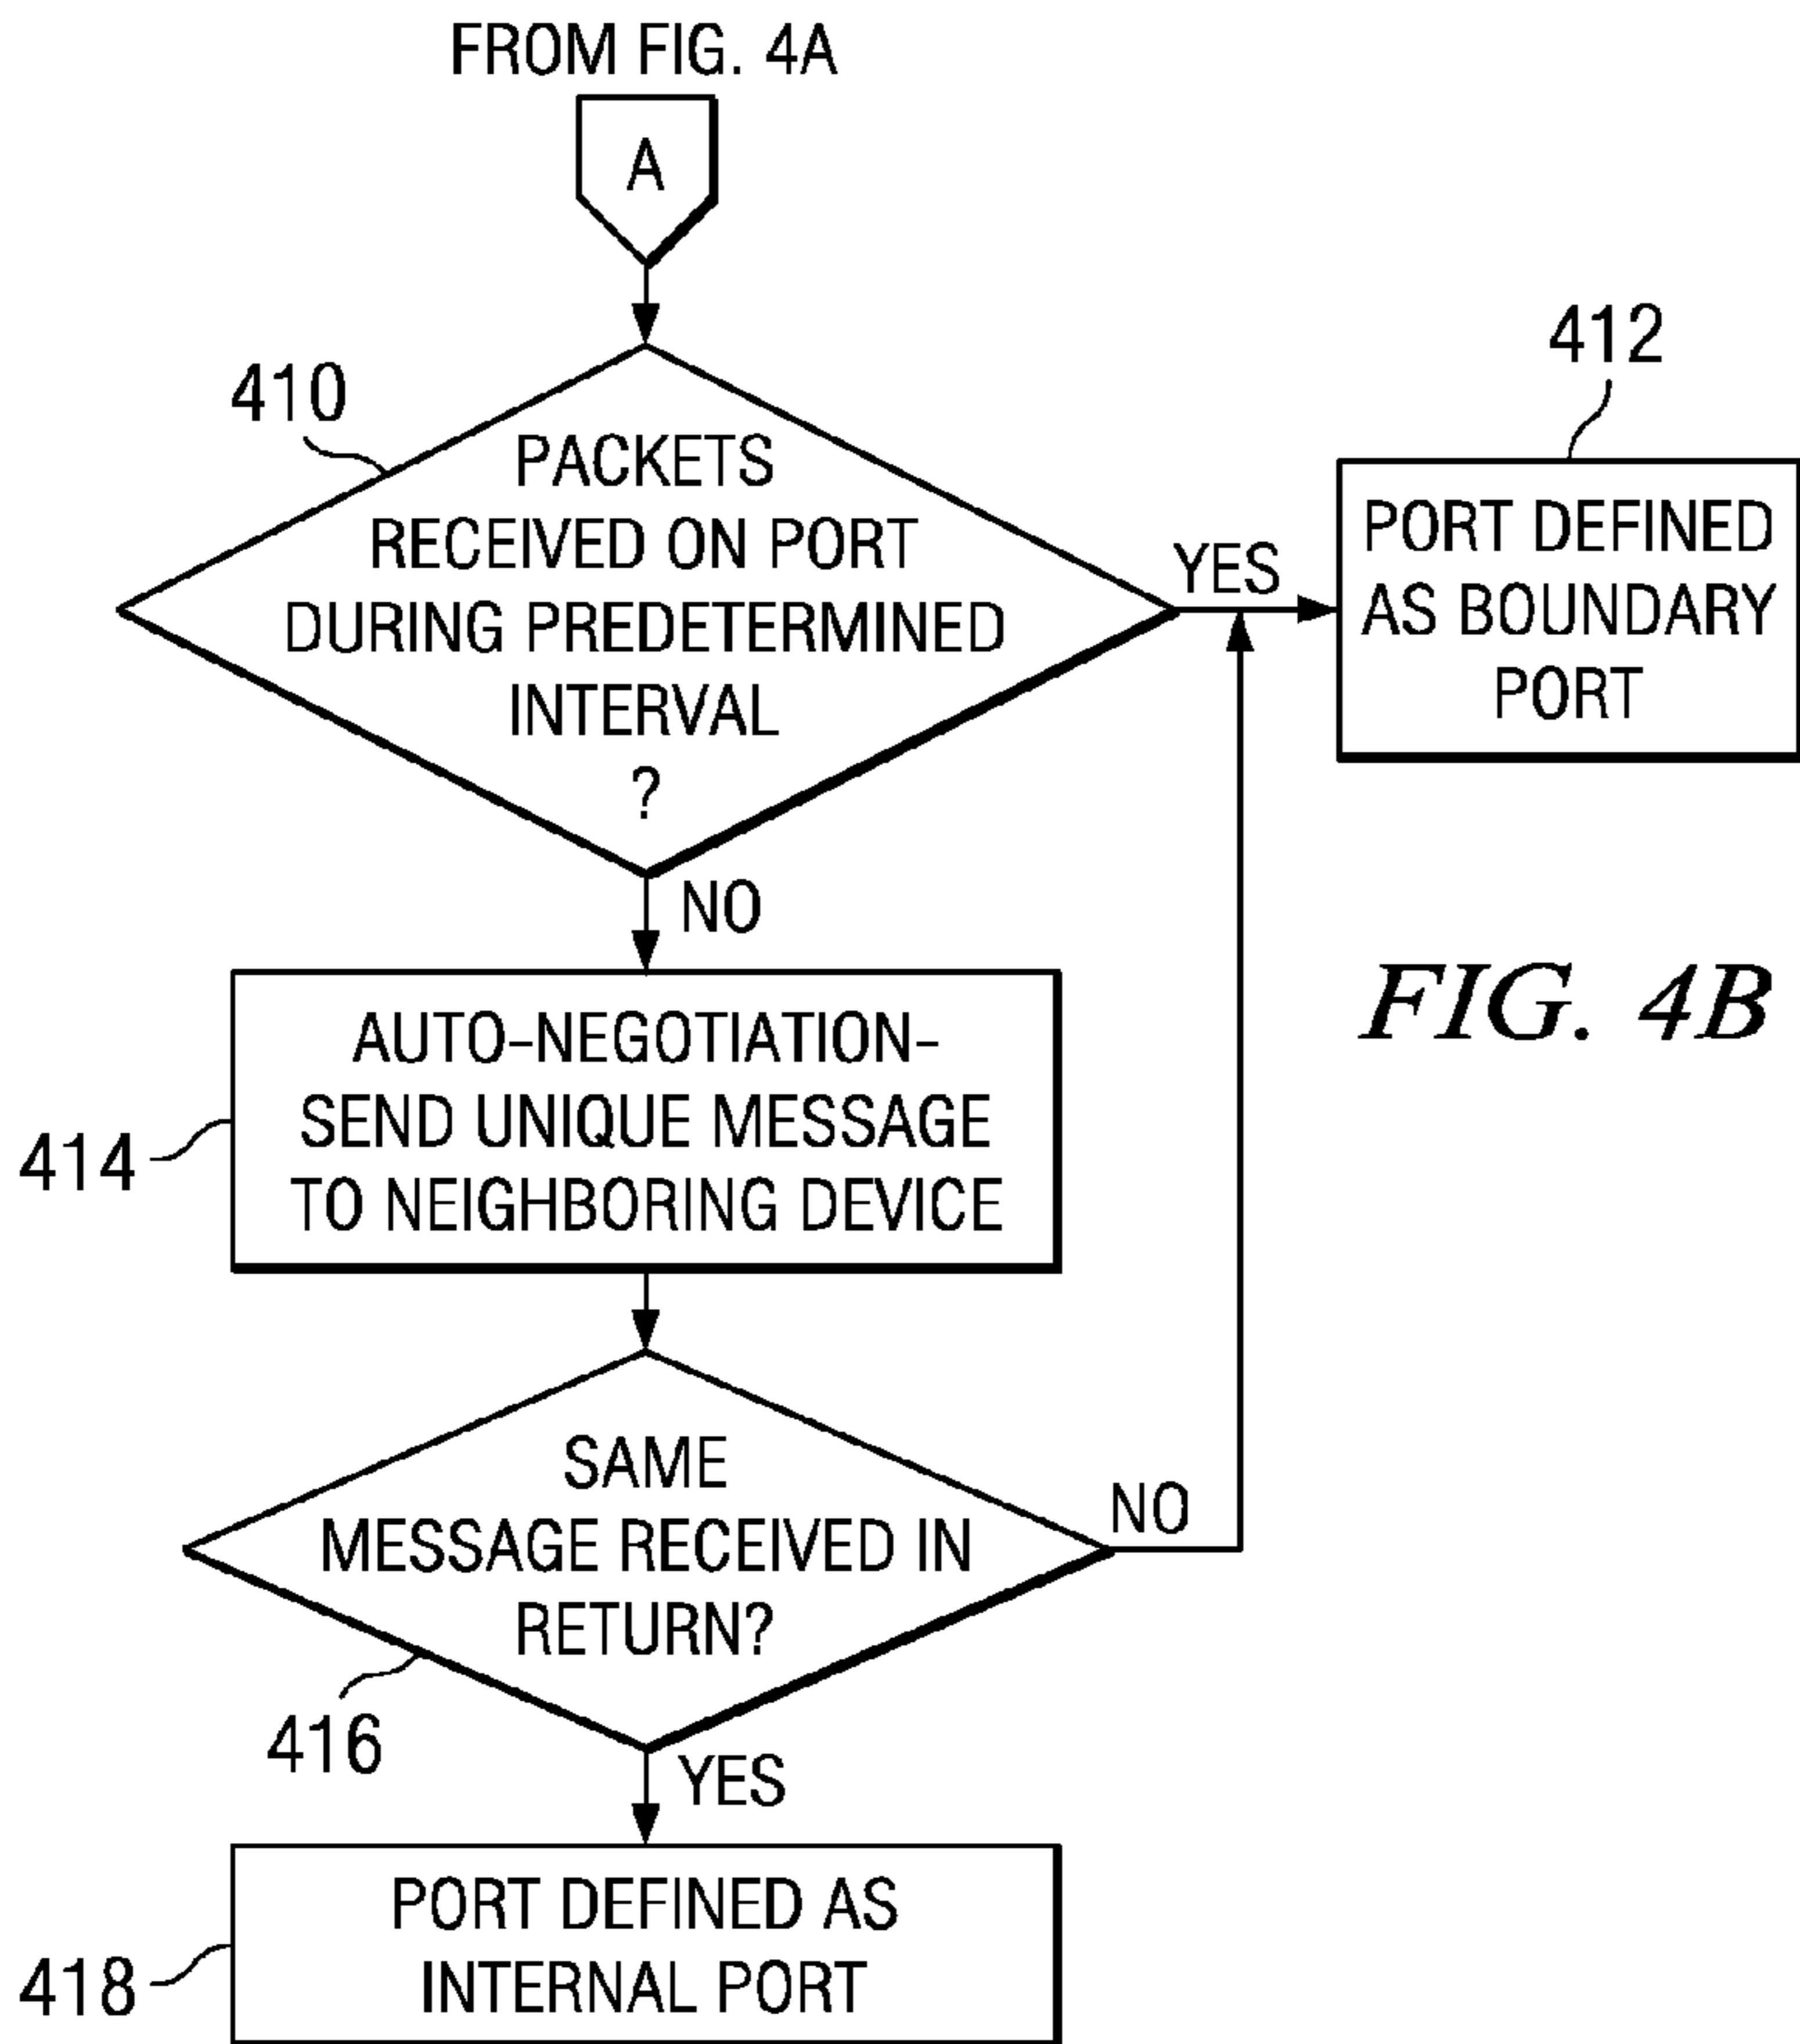 FROM FIG. 4A
A
410
PACKETS
RECEIVED ON PORT
DURING PREDETERMINED
INTERVAL
?
YES
412
PORT DEFINED
AS BOUNDARY
PORT
NO
414
AUTO-NEGOTIATION-
SEND UNIQUE MESSAGE
TO NEIGHBORING DEVICE
FIG. 4B
SAME
MESSAGE RECEIVED IN
RETURN?
NO
416
YES
418
PORT DEFINED AS
INTERNAL PORT